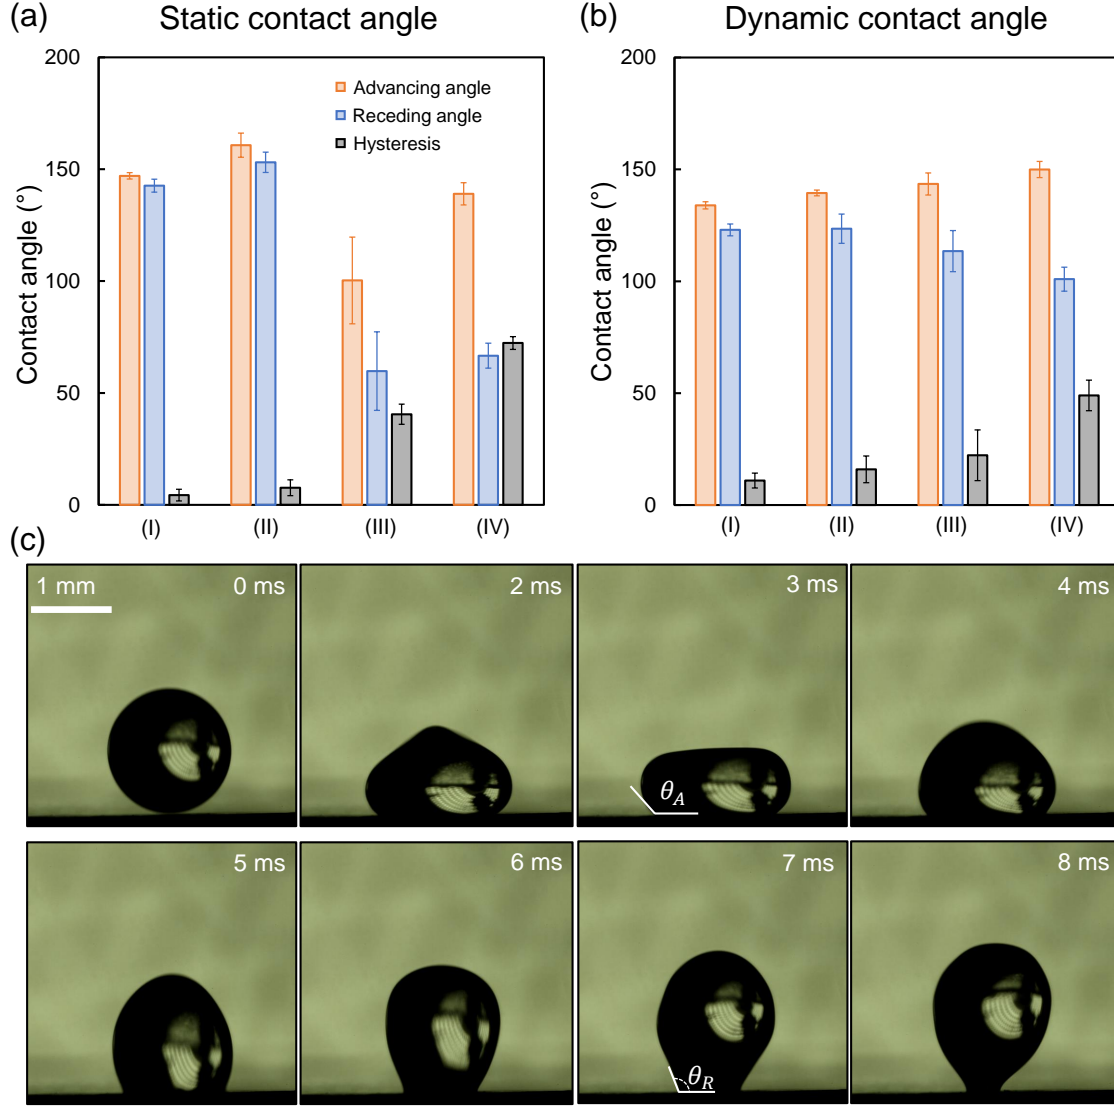 (a) Static contact angle
Contact angle (°)
200
150
100
50
0
Advancing angle
Receding angle
Hysteresis
(I) (II) (III) (IV)
(b) Dynamic contact angle
Contact angle (°)
200
150
100
50
0
(I) (II) (III) (IV)
(c)
1 mm 0 ms
2 ms
3 ms
θ_A
4 ms
5 ms
6 ms
7 ms
θ_R
8 ms